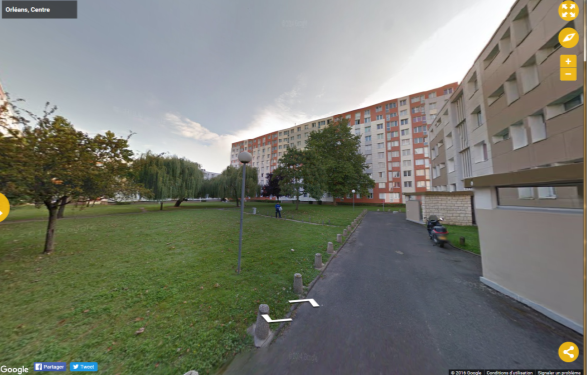 Orléans, Centre
+
−
Google
Partager
Tweet
© 2016 Google
Conditions d'utilisation
Signaler un problème